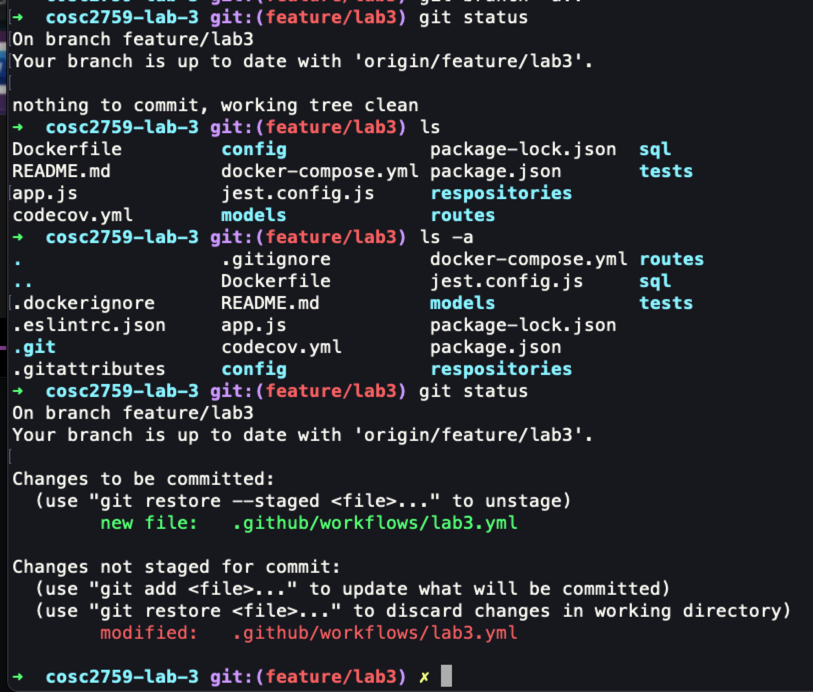 → cosc2759-lab-3 git:(feature/lab3) git status
On branch feature/lab3
Your branch is up to date with 'origin/feature/lab3'.
nothing to commit, working tree clean
→ cosc2759-lab-3 git:(feature/lab3) ls
Dockerfile config package-lock.json sql
README.md docker-compose.yml package.json tests
app.js jest.config.js respositories
codecov.yml models routes
→ cosc2759-lab-3 git:(feature/lab3) ls -a
. .gitignore docker-compose.yml routes
.. Dockerfile jest.config.js sql
.dockerignore README.md models tests
.eslintrc.json app.js package-lock.json
.git codecov.yml package.json
.gitattributes config respositories
→ cosc2759-lab-3 git:(feature/lab3) git status
On branch feature/lab3
Your branch is up to date with 'origin/feature/lab3'.
Changes to be committed:
(use "git restore --staged <file>..." to unstage)
new file: .github/workflows/lab3.yml
Changes not staged for commit:
(use "git add <file>..." to update what will be committed)
(use "git restore <file>..." to discard changes in working directory)
modified: .github/workflows/lab3.yml
→ cosc2759-lab-3 git:(feature/lab3) ✗